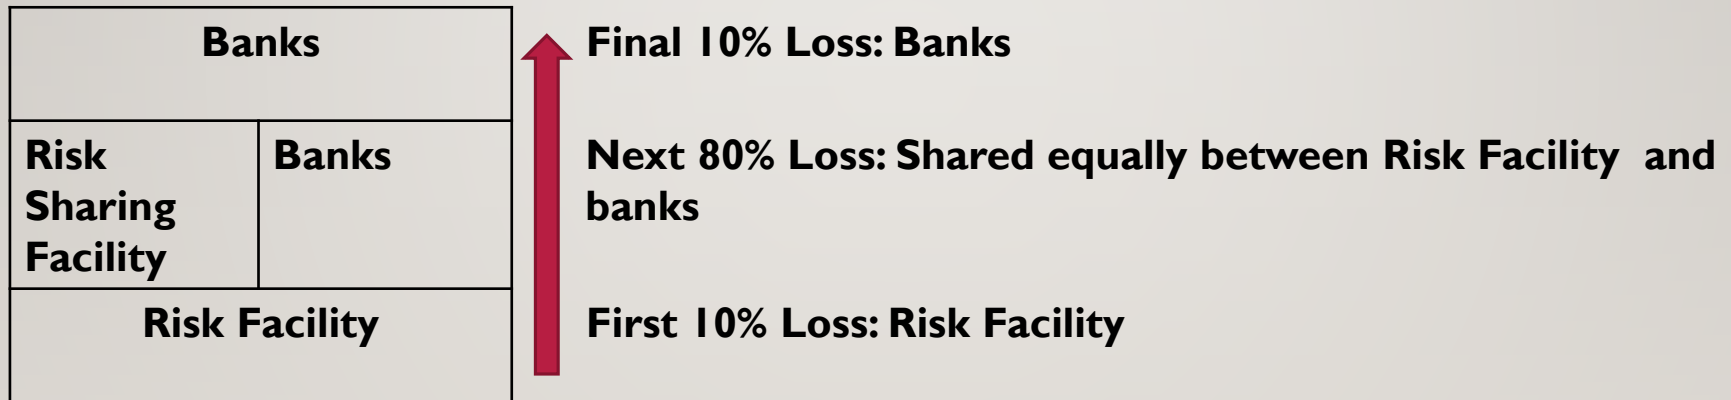 Banks
Final 10% Loss: Banks
Risk
Sharing
Facility
Banks
Next 80% Loss: Shared equally between Risk Facility and
banks
Risk Facility
First 10% Loss: Risk Facility